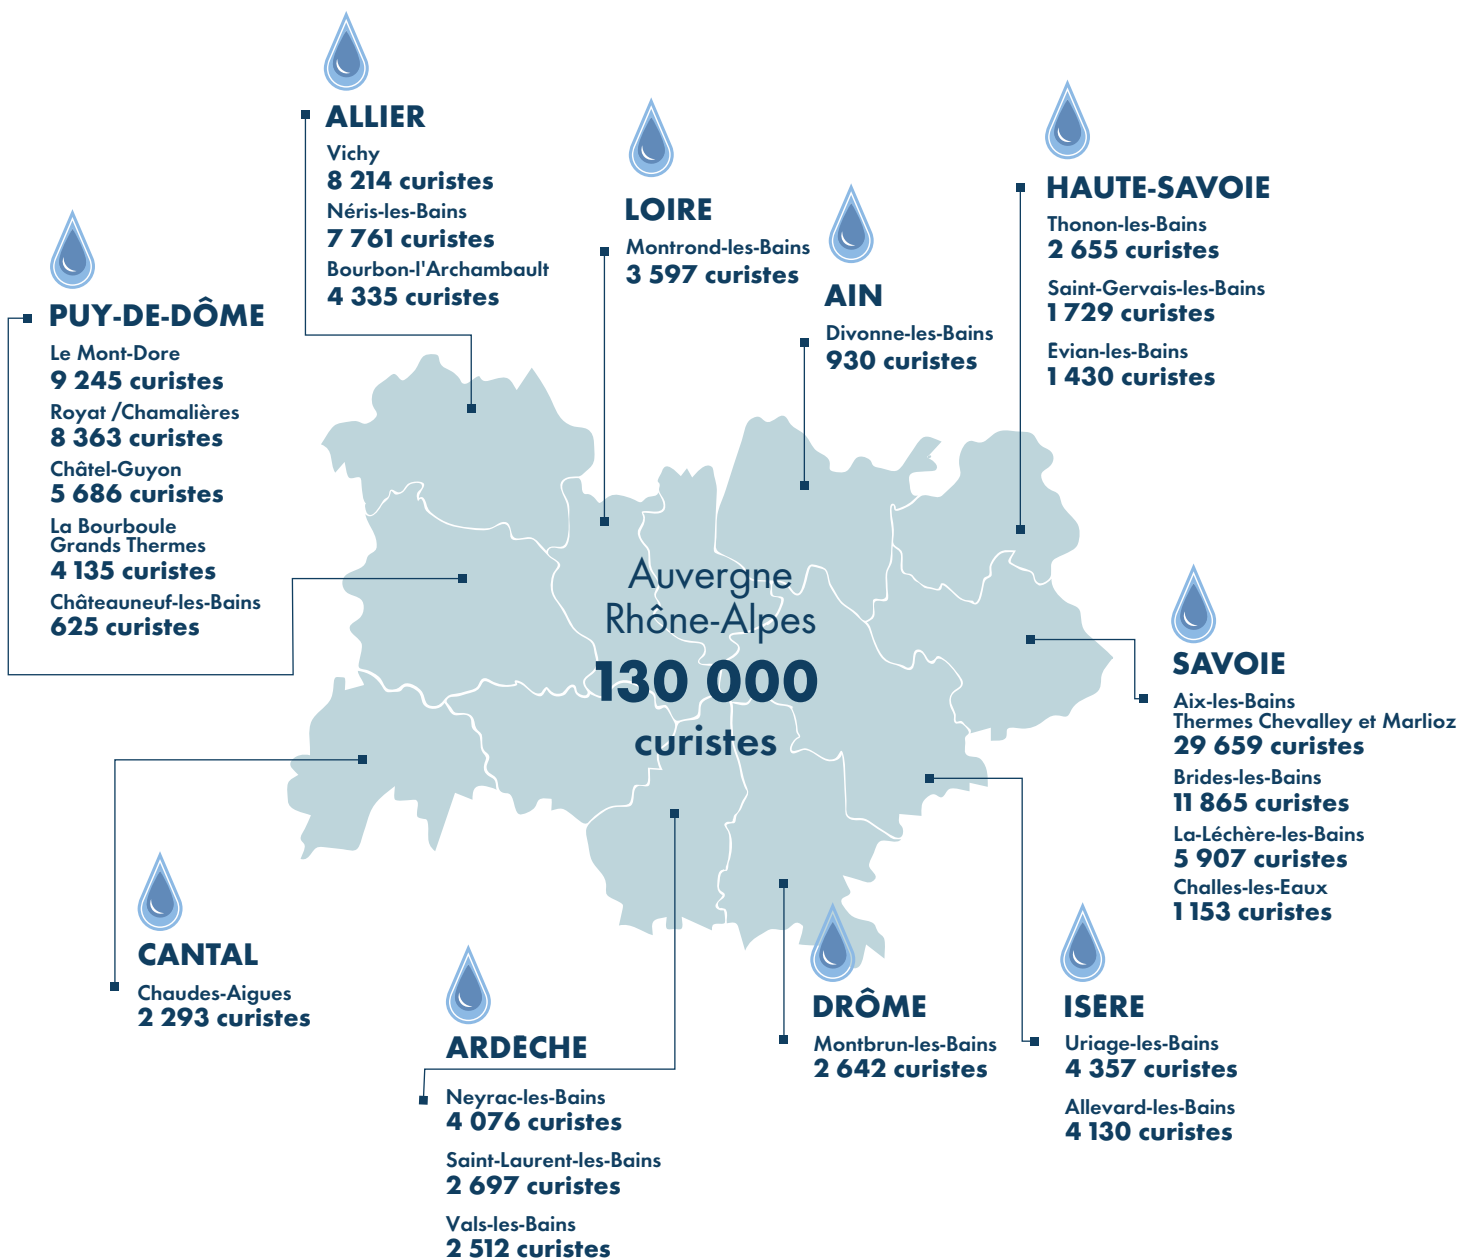 ALLIER
Vichy
8 214 curistes
Néris-les-Bains
7 761 curistes
Bourbon-l'Archambault
4 335 curistes
LOIRE
Montrond-les-Bains
3 597 curistes
AIN
Divonne-les-Bains
930 curistes
HAUTE-SAVOIE
Thonon-les-Bains
2 655 curistes
Saint-Gervais-les-Bains
1 729 curistes
Evian-les-Bains
1 430 curistes
PUY-DE-DÔME
Le Mont-Dore
9 245 curistes
Royat /Chamalières
8 363 curistes
Châtel-Guyon
5 686 curistes
La Bourboule
Grands Thermes
4 135 curistes
Châteauneuf-les-Bains
625 curistes
Auvergne
Rhône-Alpes
130 000
curistes
SAVOIE
Aix-les-Bains
Thermes Chevalley et Marlioz
29 659 curistes
Brides-les-Bains
11 865 curistes
La-Léchère-les-Bains
5 907 curistes
Challes-les-Eaux
1 153 curistes
CANTAL
Chaudes-Aigues
2 293 curistes
ARDECHE
Neyrac-les-Bains
4 076 curistes
Saint-Laurent-les-Bains
2 697 curistes
Vals-les-Bains
2 512 curistes
DRÔME
Montbrun-les-Bains
2 642 curistes
ISERE
Uriage-les-Bains
4 357 curistes
Allevard-les-Bains
4 130 curistes